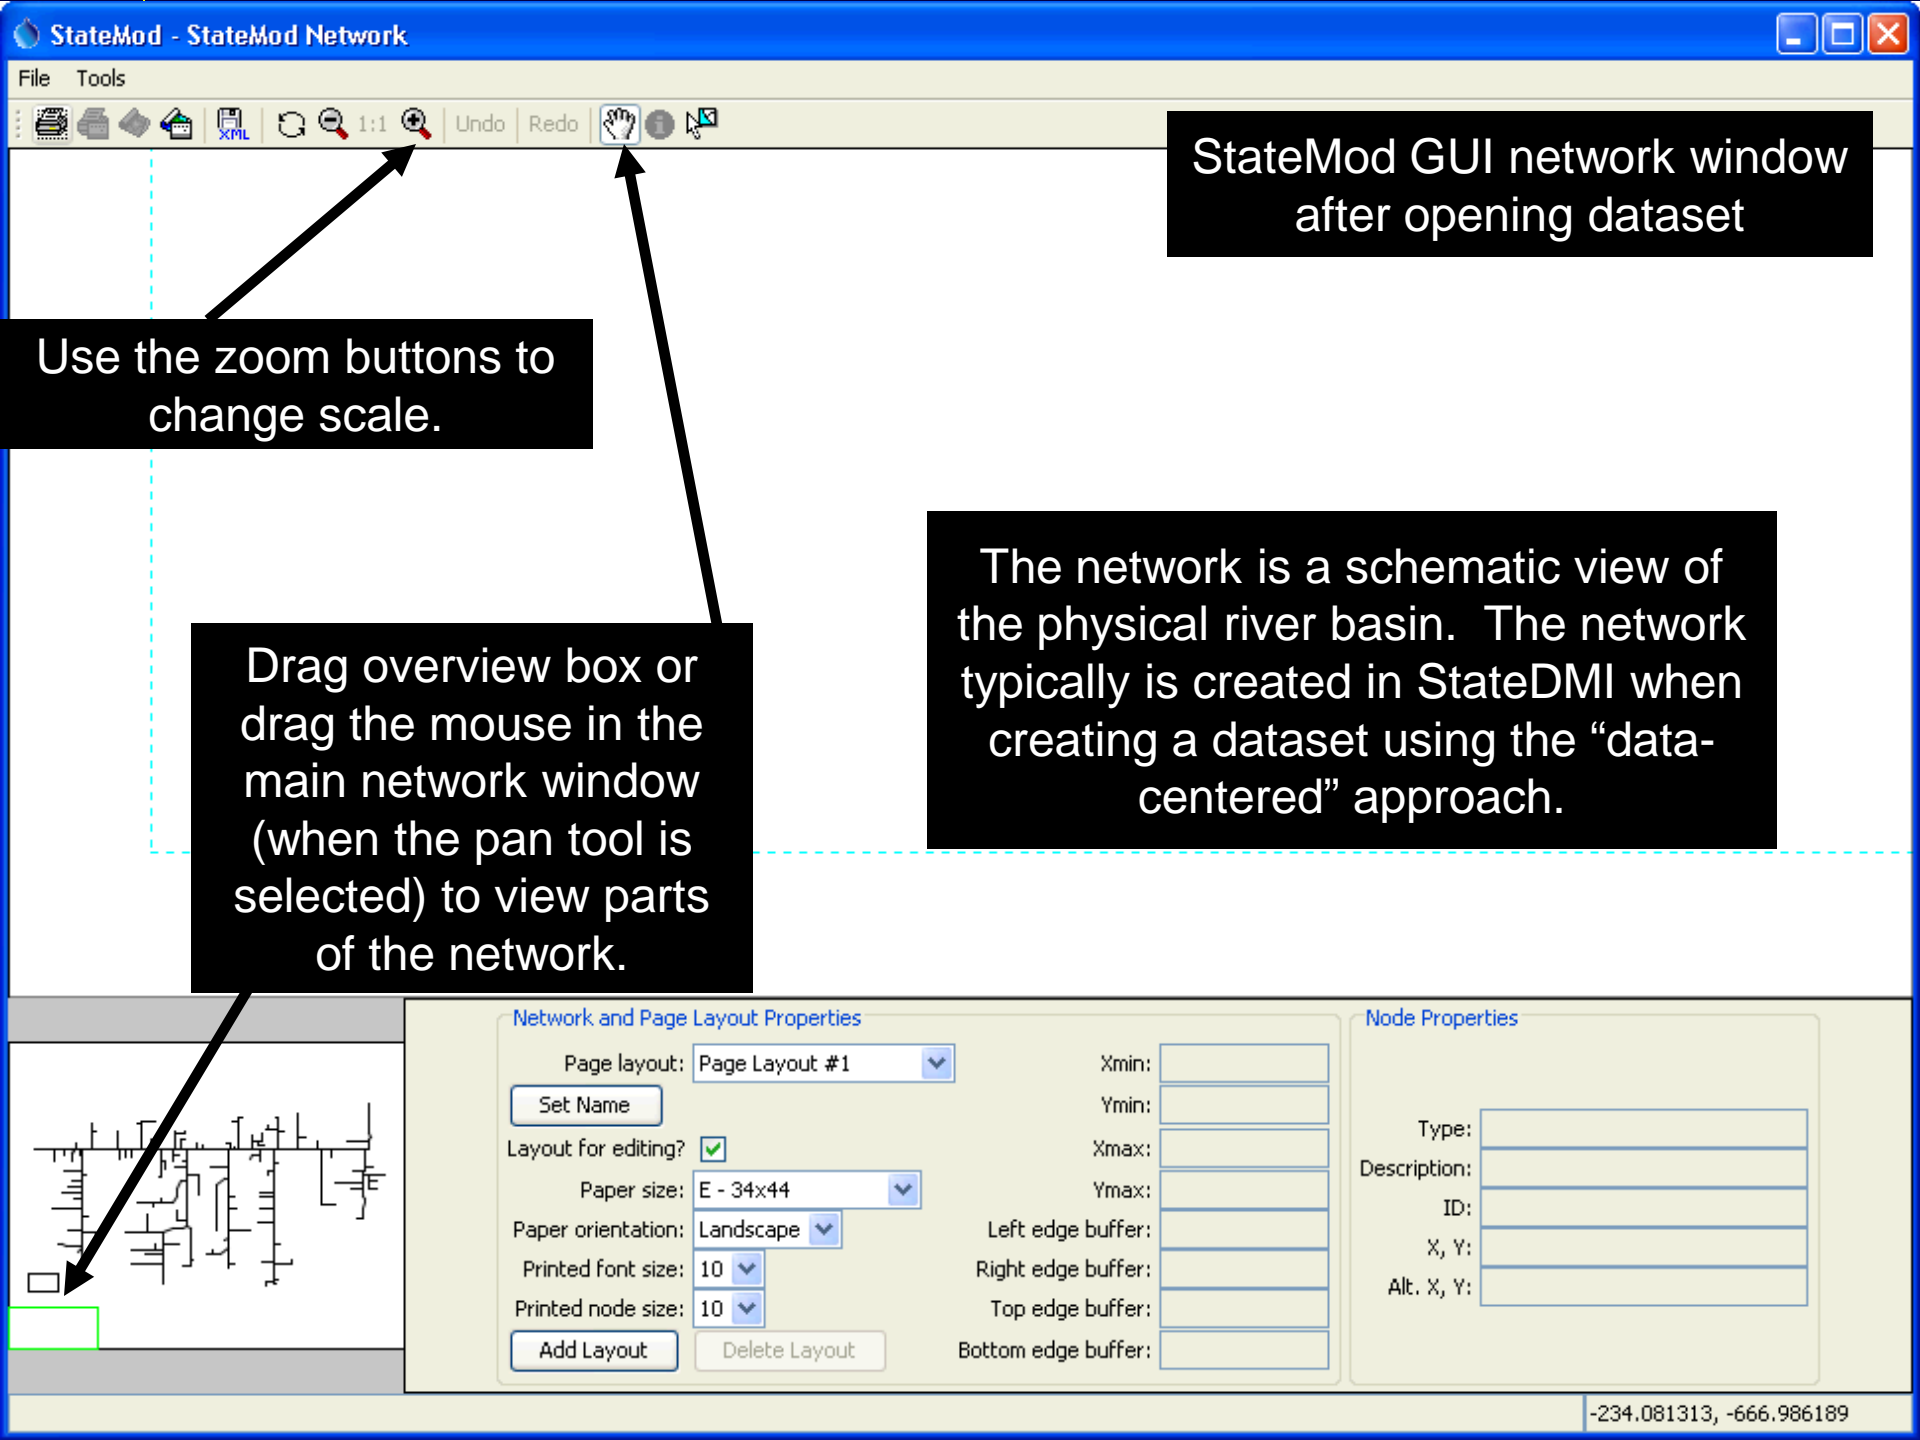 StateMod - StateMod Network
File Tools
XML 1:1 Undo Redo
StateMod GUI network window
after opening dataset
Use the zoom buttons to
change scale.
The network is a schematic view of
the physical river basin.  The network
typically is created in StateDMI when
creating a dataset using the “data-
centered” approach.
Drag overview box or
drag the mouse in the
main network window
(when the pan tool is
selected) to view parts
of the network.
Network and Page Layout Properties
Page layout: Page Layout #1
Set Name
Layout for editing?
Paper size: E - 34x44
Paper orientation: Landscape
Printed font size: 10
Printed node size: 10
Add Layout Delete Layout
Xmin:
Ymin:
Xmax:
Ymax:
Left edge buffer:
Right edge buffer:
Top edge buffer:
Bottom edge buffer:
Node Properties
Type:
Description:
ID:
X, Y:
Alt. X, Y:
-234.081313, -666.986189